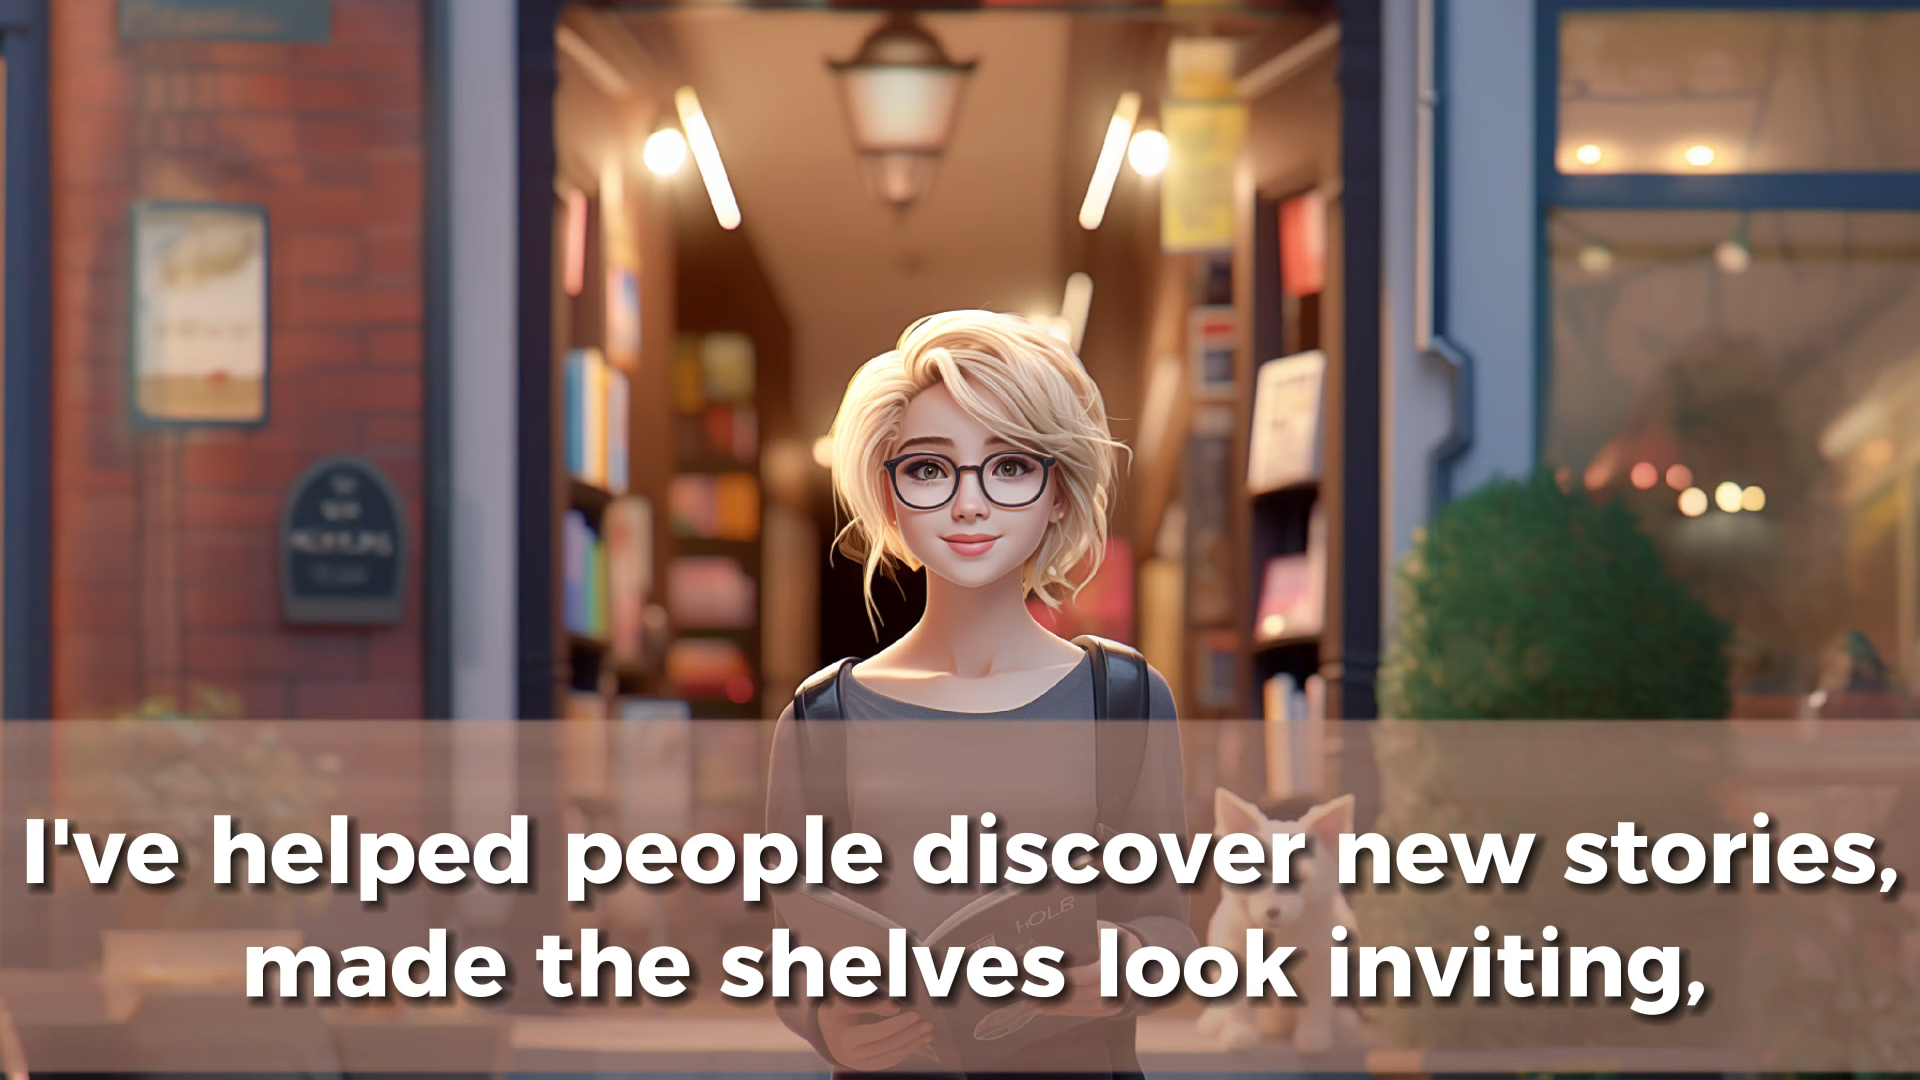 I've helped people discover new stories,
made the shelves look inviting,